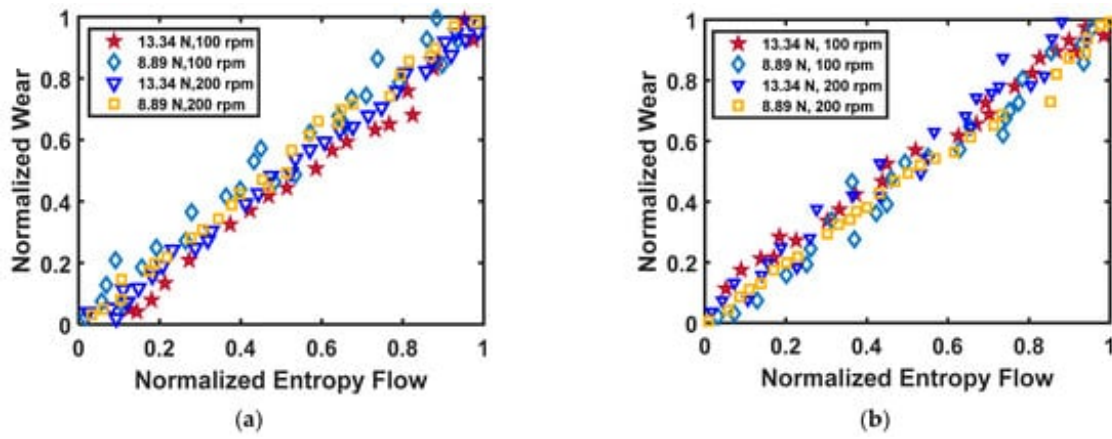 1
0.8
0.6
0.4
0.2
0
0 0.2 0.4 0.6 0.8 1
Normalized Wear
Normalized Entropy Flow
13.34 N,100 rpm
8.89 N,100 rpm
13.34 N,200 rpm
8.89 N,200 rpm
(a)
1
0.8
0.6
0.4
0.2
0
0 0.2 0.4 0.6 0.8 1
Normalized Wear
Normalized Entropy Flow
13.34 N, 100 rpm
8.89 N, 100 rpm
13.34 N, 200 rpm
8.89 N, 200 rpm
(b)